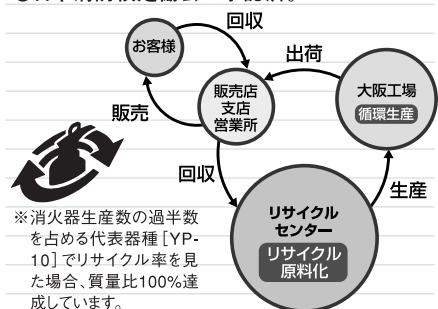 回収
お客様
出荷
販売店
支店
営業所
大阪工場
循環生産
販売
回収
生産
リサイクル
センター
リサイクル
原料化
※消火器生産数の過半数
を占める代表器種［YP-
10］でリサイクル率を見
た場合、質量比100%達
成しています。